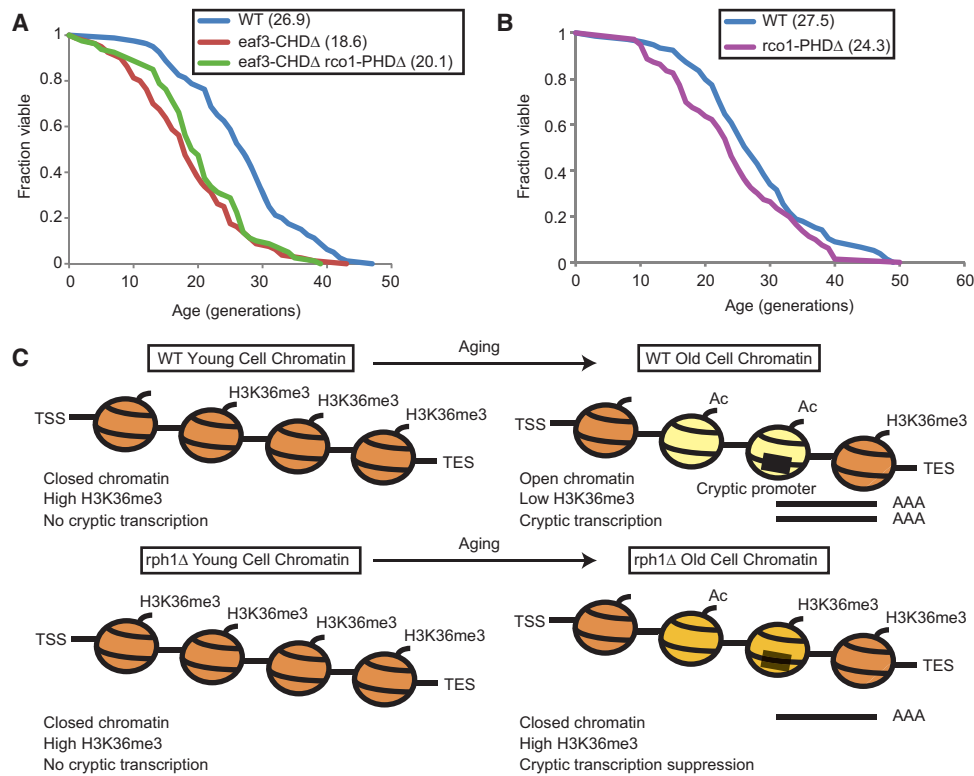 A
WT (26.9)
eaf3-CHDΔ (18.6)
eaf3-CHDΔ rco1-PHDΔ (20.1)
Fraction viable
1
0.8
0.6
0.4
0.2
0
0 10 20 30 40 50
Age (generations)
B
WT (27.5)
rco1-PHDΔ (24.3)
Fraction viable
1
0.8
0.6
0.4
0.2
0
0 10 20 30 40 50 60
Age (generations)
C
WT Young Cell Chromatin
Aging
WT Old Cell Chromatin
TSS
H3K36me3
H3K36me3
H3K36me3
TES
Closed chromatin
High H3K36me3
No cryptic transcription
TSS
Ac
Ac
H3K36me3
TES
Cryptic promoter
Open chromatin
Low H3K36me3
Cryptic transcription
AAA
AAA
rph1Δ Young Cell Chromatin
Aging
rph1Δ Old Cell Chromatin
TSS
H3K36me3
H3K36me3
H3K36me3
H3K36me3
TES
Closed chromatin
High H3K36me3
No cryptic transcription
TSS
Ac
H3K36me3
H3K36me3
TES
AAA
Closed chromatin
High H3K36me3
Cryptic transcription suppression